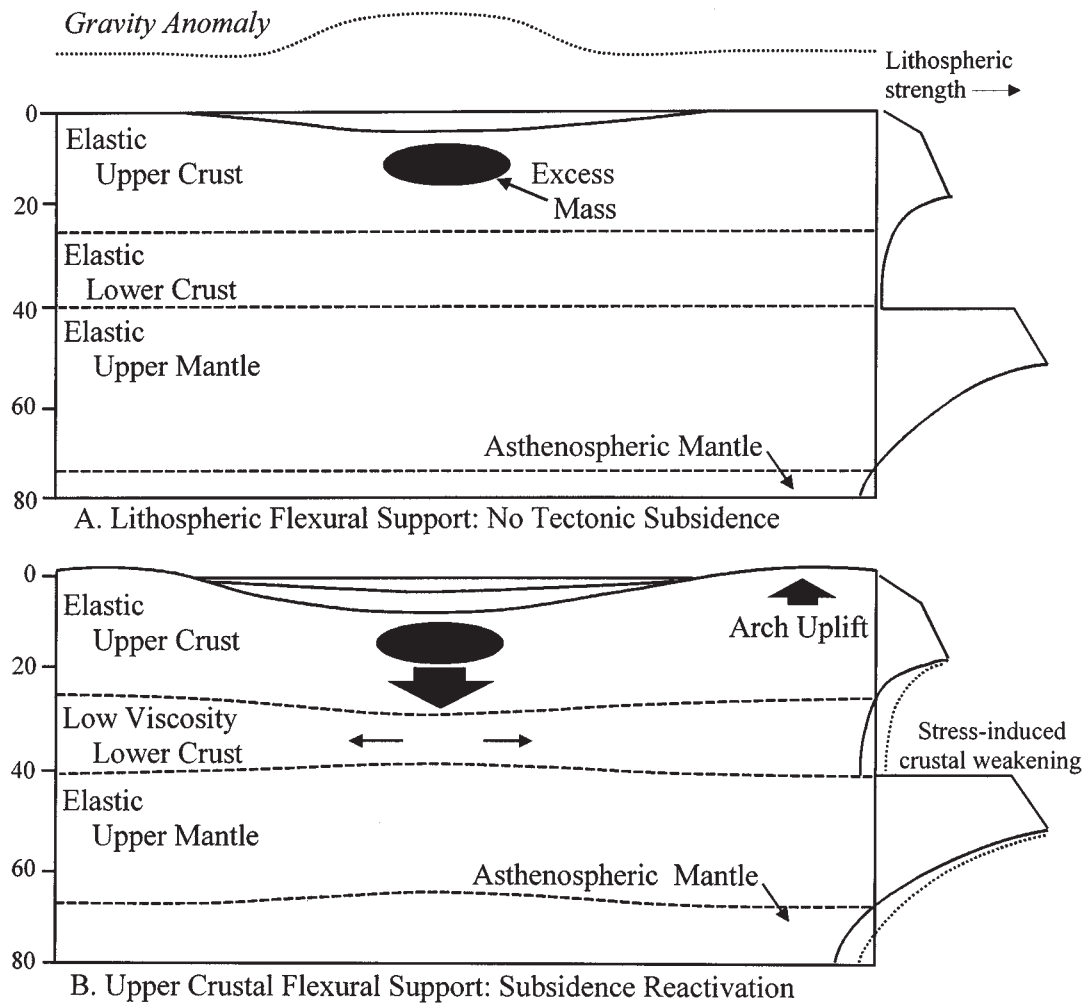 Gravity Anomaly
Lithospheric
strength
0
Elastic
Upper Crust
Excess
Mass
20
Elastic
Lower Crust
40
Elastic
Upper Mantle
60
Asthenospheric Mantle
80
A. Lithospheric Flexural Support: No Tectonic Subsidence
0
Elastic
Upper Crust
Arch Uplift
20
Low Viscosity
Lower Crust
Stress-induced
crustal weakening
40
Elastic
Upper Mantle
60
Asthenospheric Mantle
80
B. Upper Crustal Flexural Support: Subsidence Reactivation